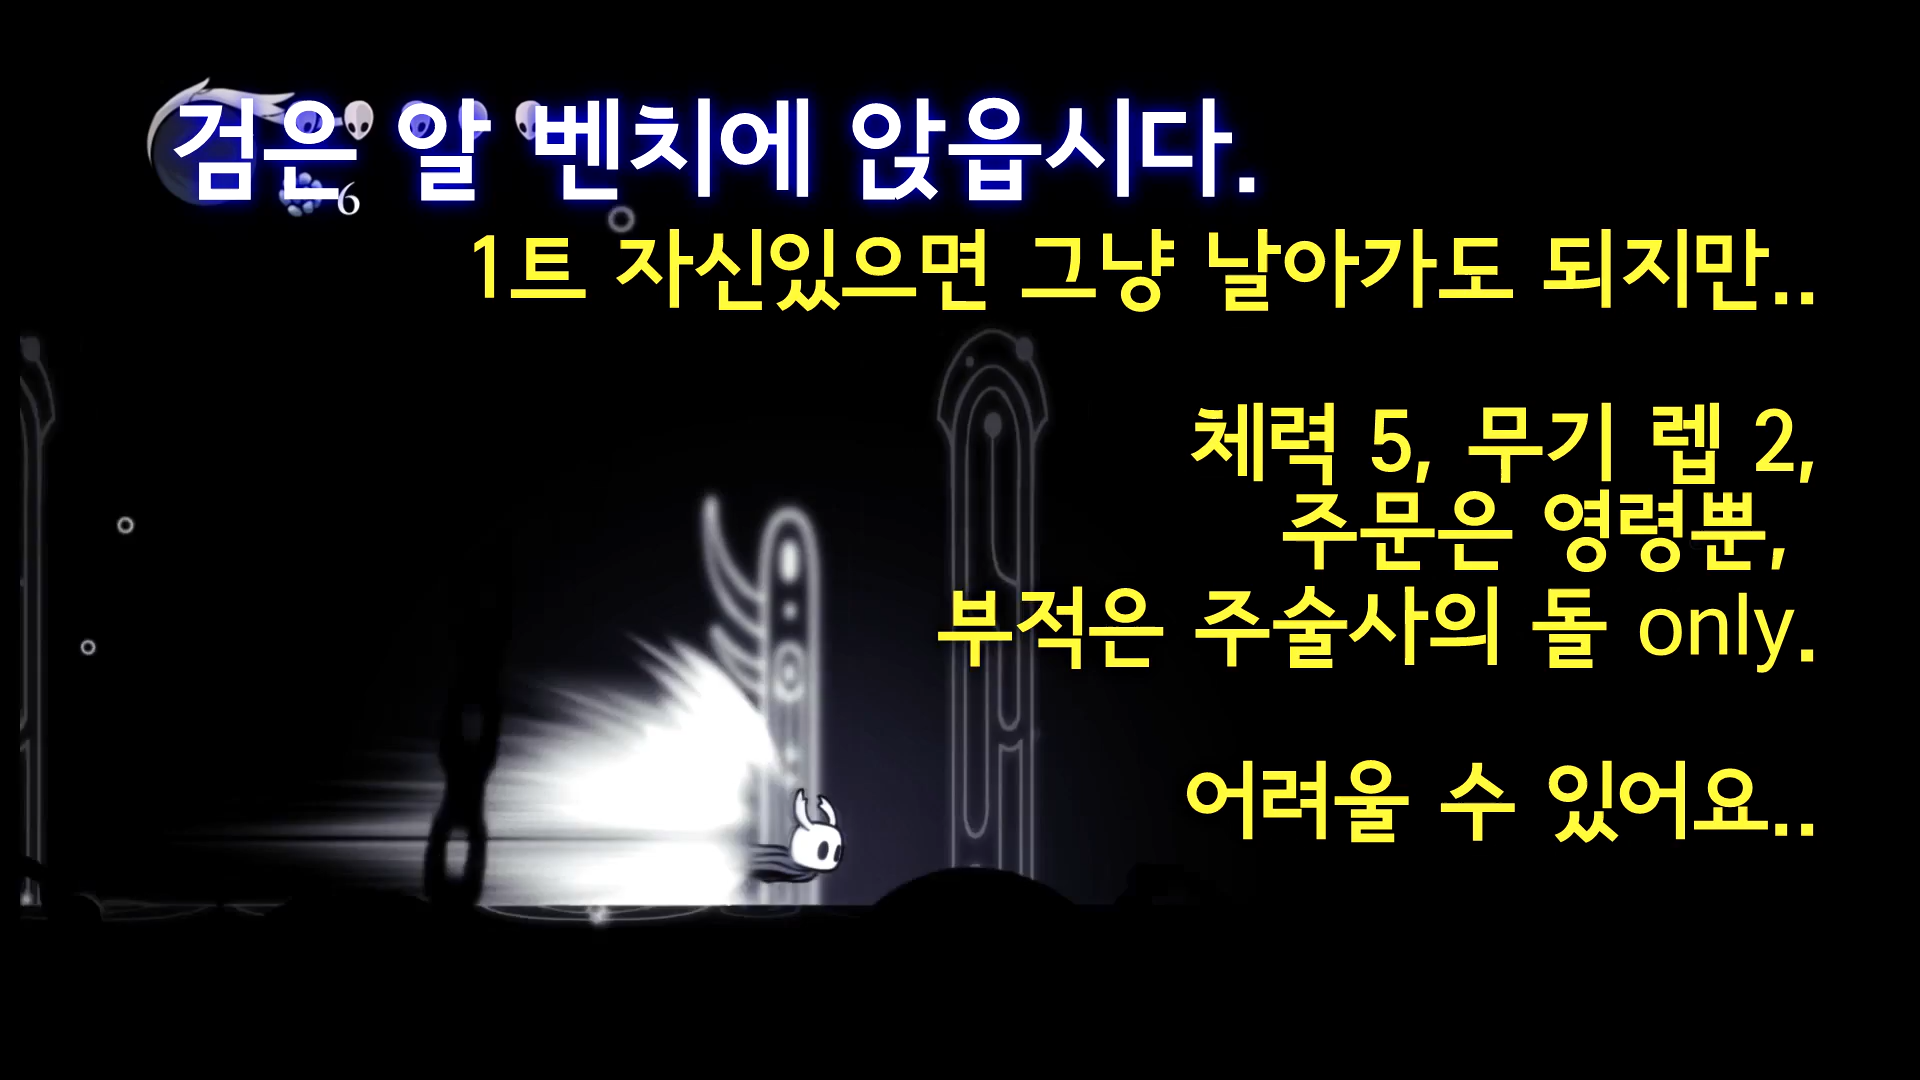 검은 알 벤치에 앉읍시다.
6
1트 자신있으면 그냥 날아가도 되지만..
체력 5, 무기 렙 2,
주문은 영령뿐,
부적은 주술사의 돌 only.
어려울 수 있어요..